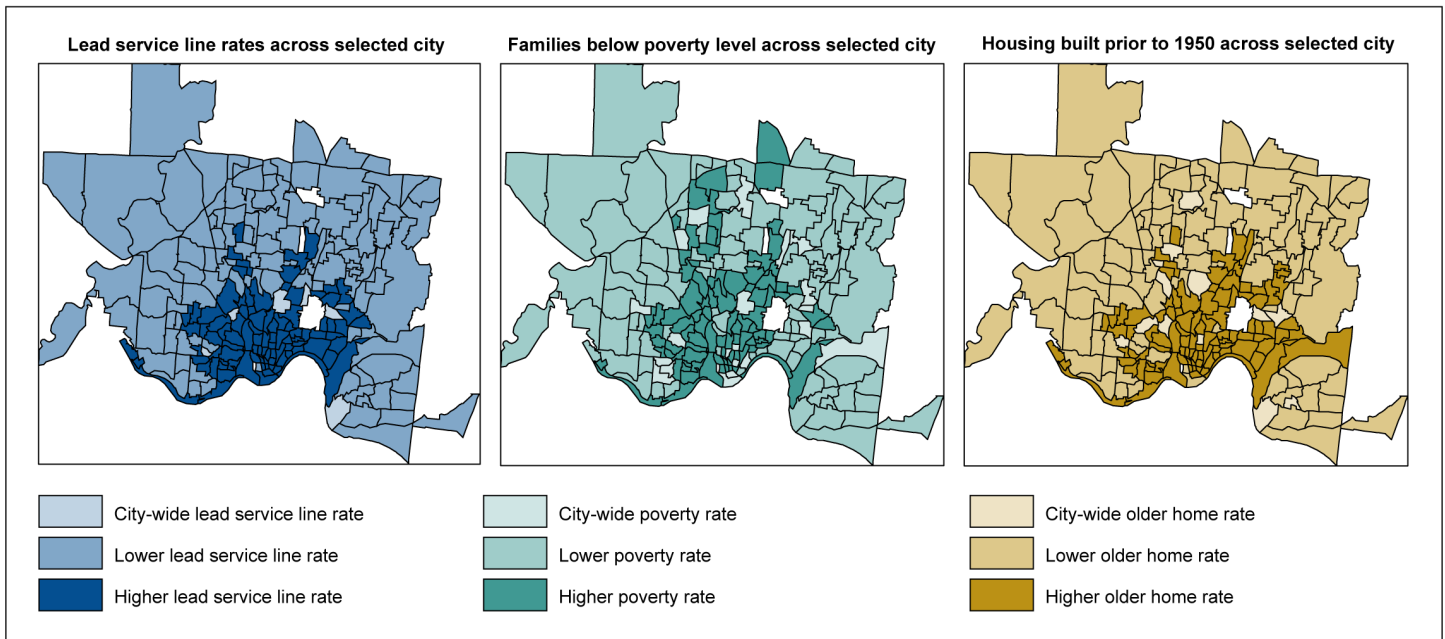 Lead service line rates across selected city
Families below poverty level across selected city
Housing built prior to 1950 across selected city
City-wide lead service line rate
Lower lead service line rate
Higher lead service line rate
City-wide poverty rate
Lower poverty rate
Higher poverty rate
City-wide older home rate
Lower older home rate
Higher older home rate